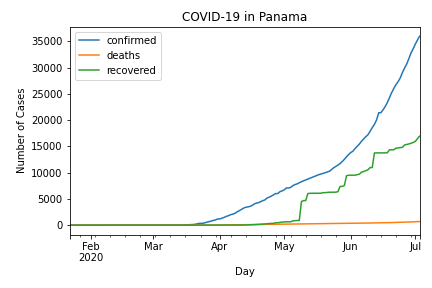 COVID-19 in Panama
confirmed
deaths
recovered
Number of Cases
35000
30000
25000
20000
15000
10000
5000
0
Feb
2020
Mar
Apr
May
Jun
Jul
Day